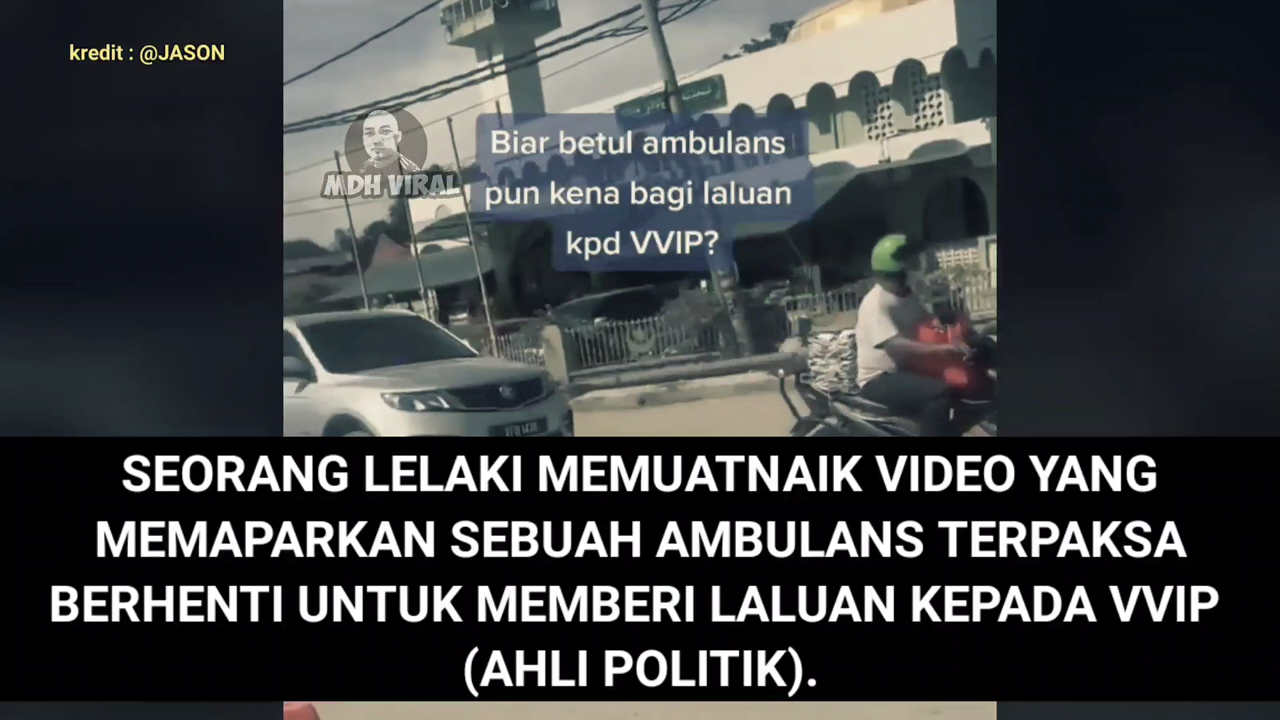 kredit : @JASON
MDH VIRAL
Biar betul ambulans
pun kena bagi laluan
kpd VVIP?
SEORANG LELAKI MEMUATNAIK VIDEO YANG
MEMAPARKAN SEBUAH AMBULANS TERPAKSA
BERHENTI UNTUK MEMBERI LALUAN KEPADA VVIP
(AHLI POLITIK).